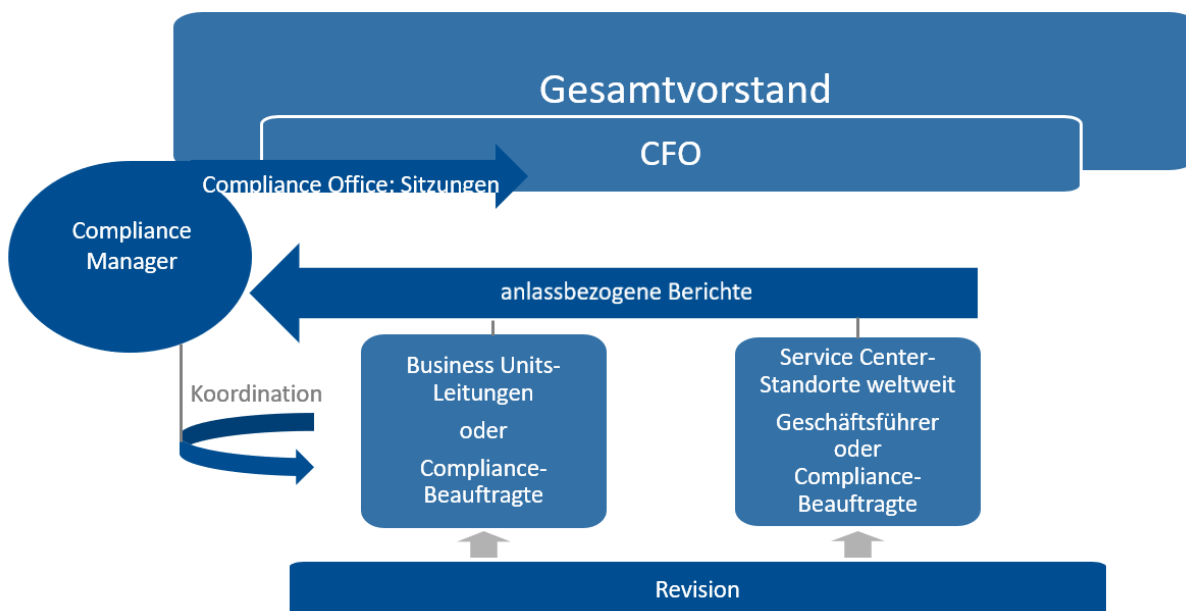 Gesamtvorstand
CFO
Compliance Office: Sitzungen
Compliance
Manager
anlassbezogene Berichte
Koordination
Business Units-
Leitungen
oder
Compliance-
Beauftragte
Service Center-
Standorte weltweit
Geschäftsführer
oder
Compliance-
Beauftragte
Revision